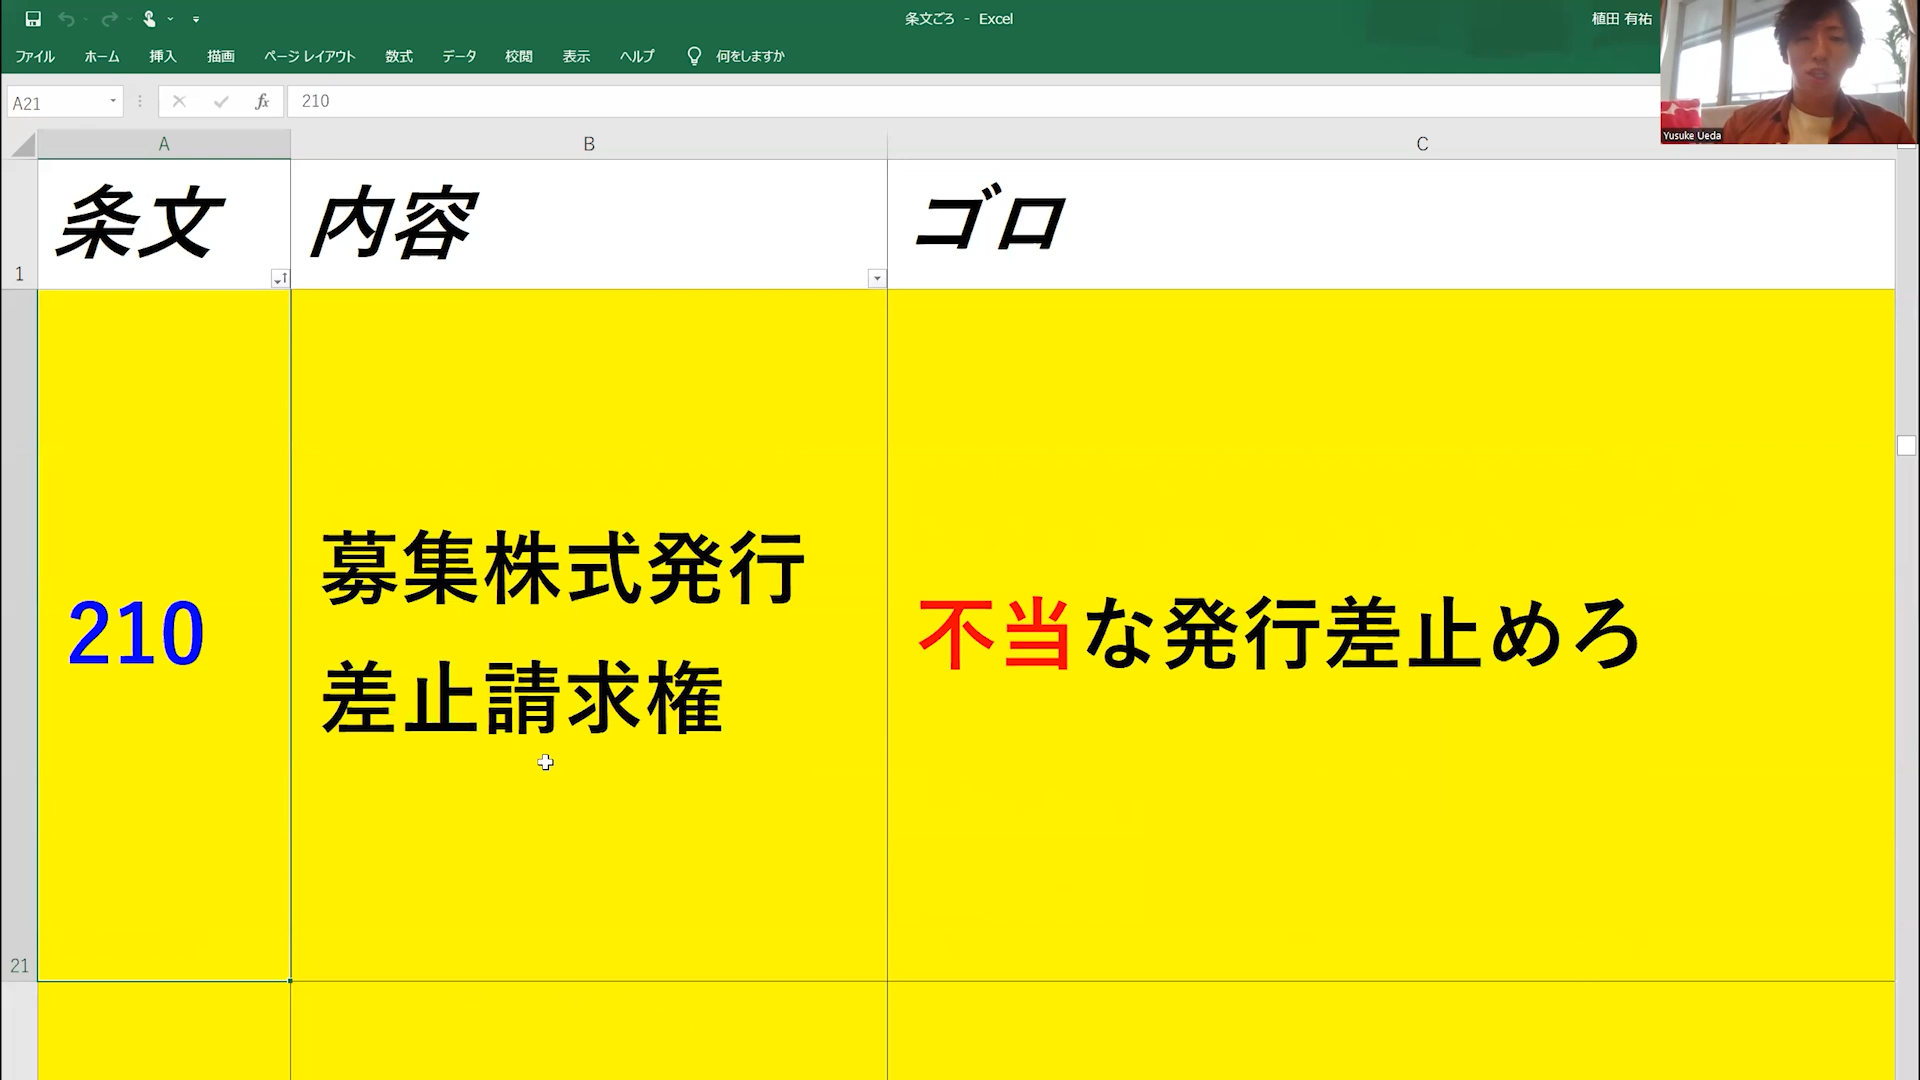 条文ごろ - Excel
植田 有祐
ファイル ホーム 挿入 描画 ページ レイアウト 数式 データ 校閲 表示 ヘルプ 何をしますか
A21 fx 210
Yusuke Ueda
A B C
1 条文 内容 ゴロ
募集株式発行
210 不当な発行差止めろ
差止請求権
21